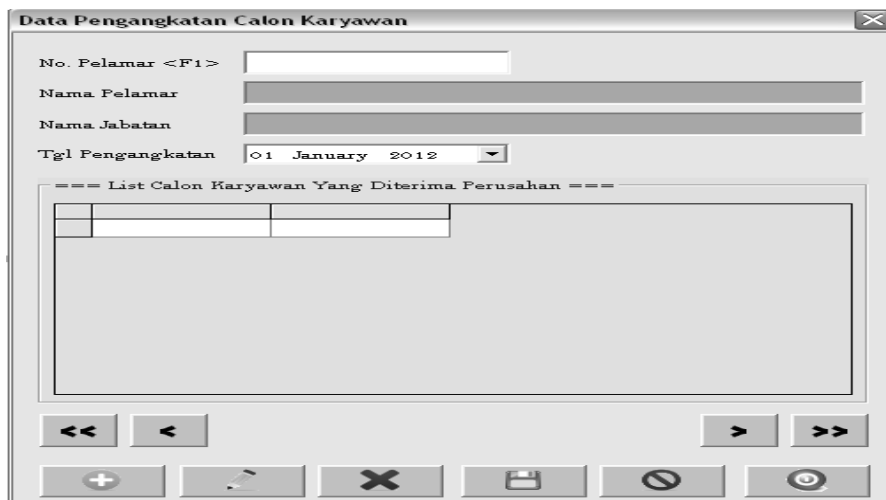 Data Pengangkatan Calon Karyawan
No. Pelamar <F1>
Nama Pelamar
Nama Jabatan
Tgl Pengangkatan 01 January 2012
=== List Calon Karyawan Yang Diterima Perusahan ===
<< < > >>